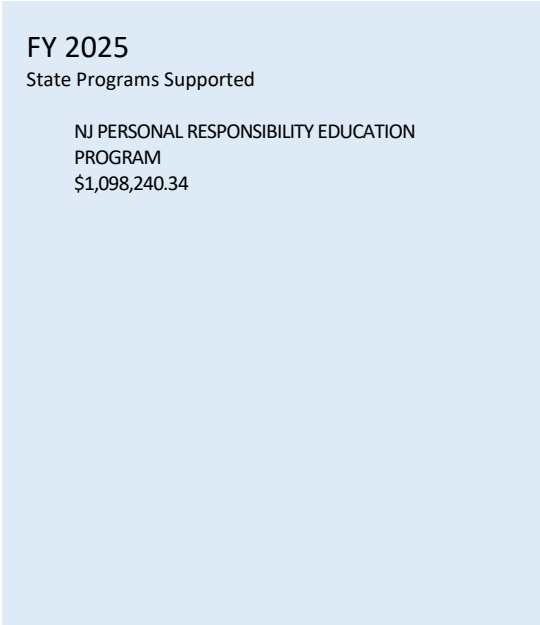 FY 2025
State Programs Supported
NJ PERSONAL RESPONSIBILITY EDUCATION
PROGRAM
$1,098,240.34